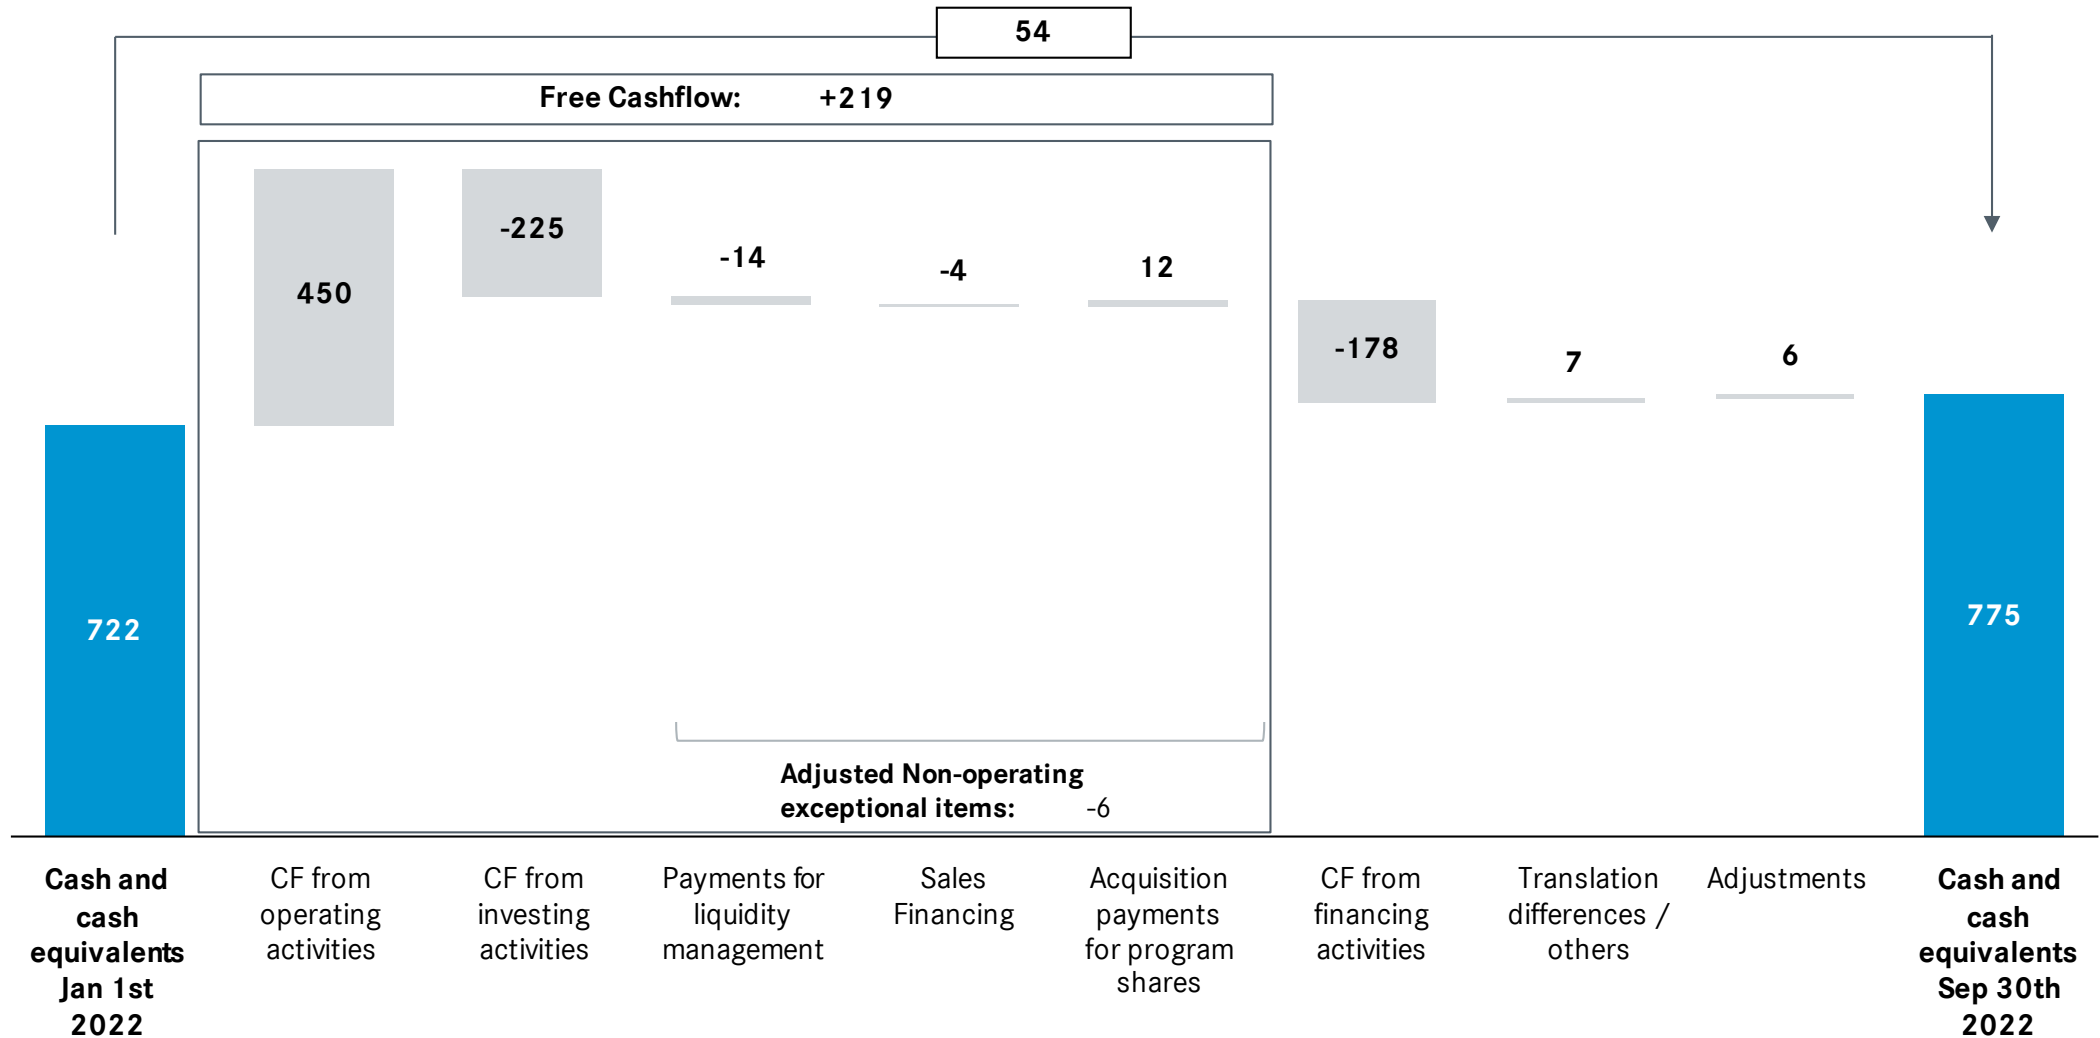 54
Free Cashflow: +219
450
-225
-14
-4
12
-178
7
6
722
775
Adjusted Non-operating
exceptional items: -6
Cash and
cash
equivalents
Jan 1st
2022
CF from
operating
activities
CF from
investing
activities
Payments for
liquidity
management
Sales
Financing
Acquisition
payments
for program
shares
CF from
financing
activities
Translation
differences /
others
Adjustments
Cash and
cash
equivalents
Sep 30th
2022